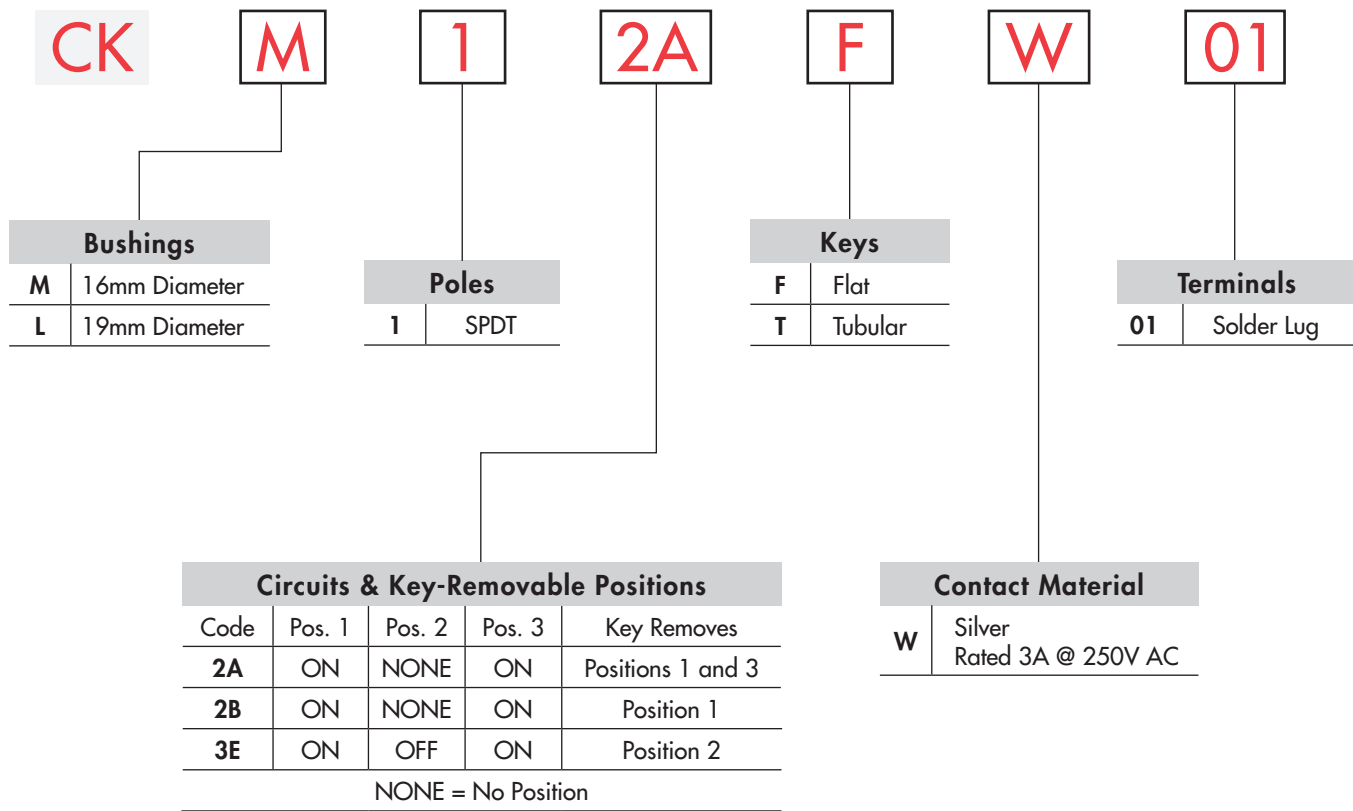 CK M 1 2A F W 01
Bushings
M 16mm Diameter
L 19mm Diameter
Poles
1 SPDT
Keys
F Flat
T Tubular
Terminals
01 Solder Lug
Circuits & Key-Removable Positions
Code Pos. 1 Pos. 2 Pos. 3 Key Removes
2A ON NONE ON Positions 1 and 3
2B ON NONE ON Position 1
3E ON OFF ON Position 2
NONE = No Position
Contact Material
W Silver
Rated 3A @ 250V AC